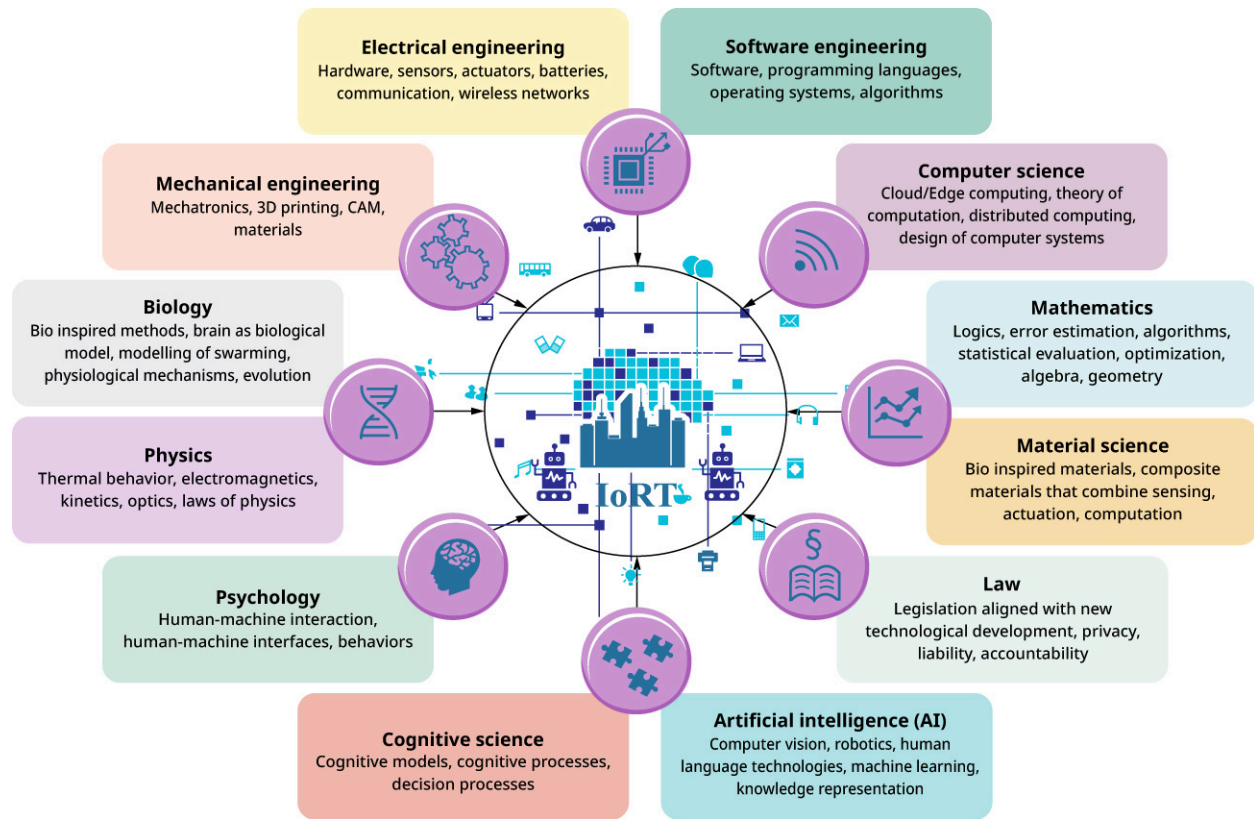 Electrical engineering
Hardware, sensors, actuators, batteries,
communication, wireless networks
Software engineering
Software, programming languages,
operating systems, algorithms
Mechanical engineering
Mechatronics, 3D printing, CAM,
materials
Computer science
Cloud/Edge computing, theory of
computation, distributed computing,
design of computer systems
Biology
Bio inspired methods, brain as biological
model, modelling of swarming,
physiological mechanisms, evolution
Mathematics
Logics, error estimation, algorithms,
statistical evaluation, optimization,
algebra, geometry
Physics
Thermal behavior, electromagnetics,
kinetics, optics, laws of physics
Material science
Bio inspired materials, composite
materials that combine sensing,
actuation, computation
IoRT
Psychology
Human-machine interaction,
human-machine interfaces, behaviors
§
Law
Legislation aligned with new
technological development, privacy,
liability, accountability
Cognitive science
Cognitive models, cognitive processes,
decision processes
Artificial intelligence (AI)
Computer vision, robotics, human
language technologies, machine learning,
knowledge representation